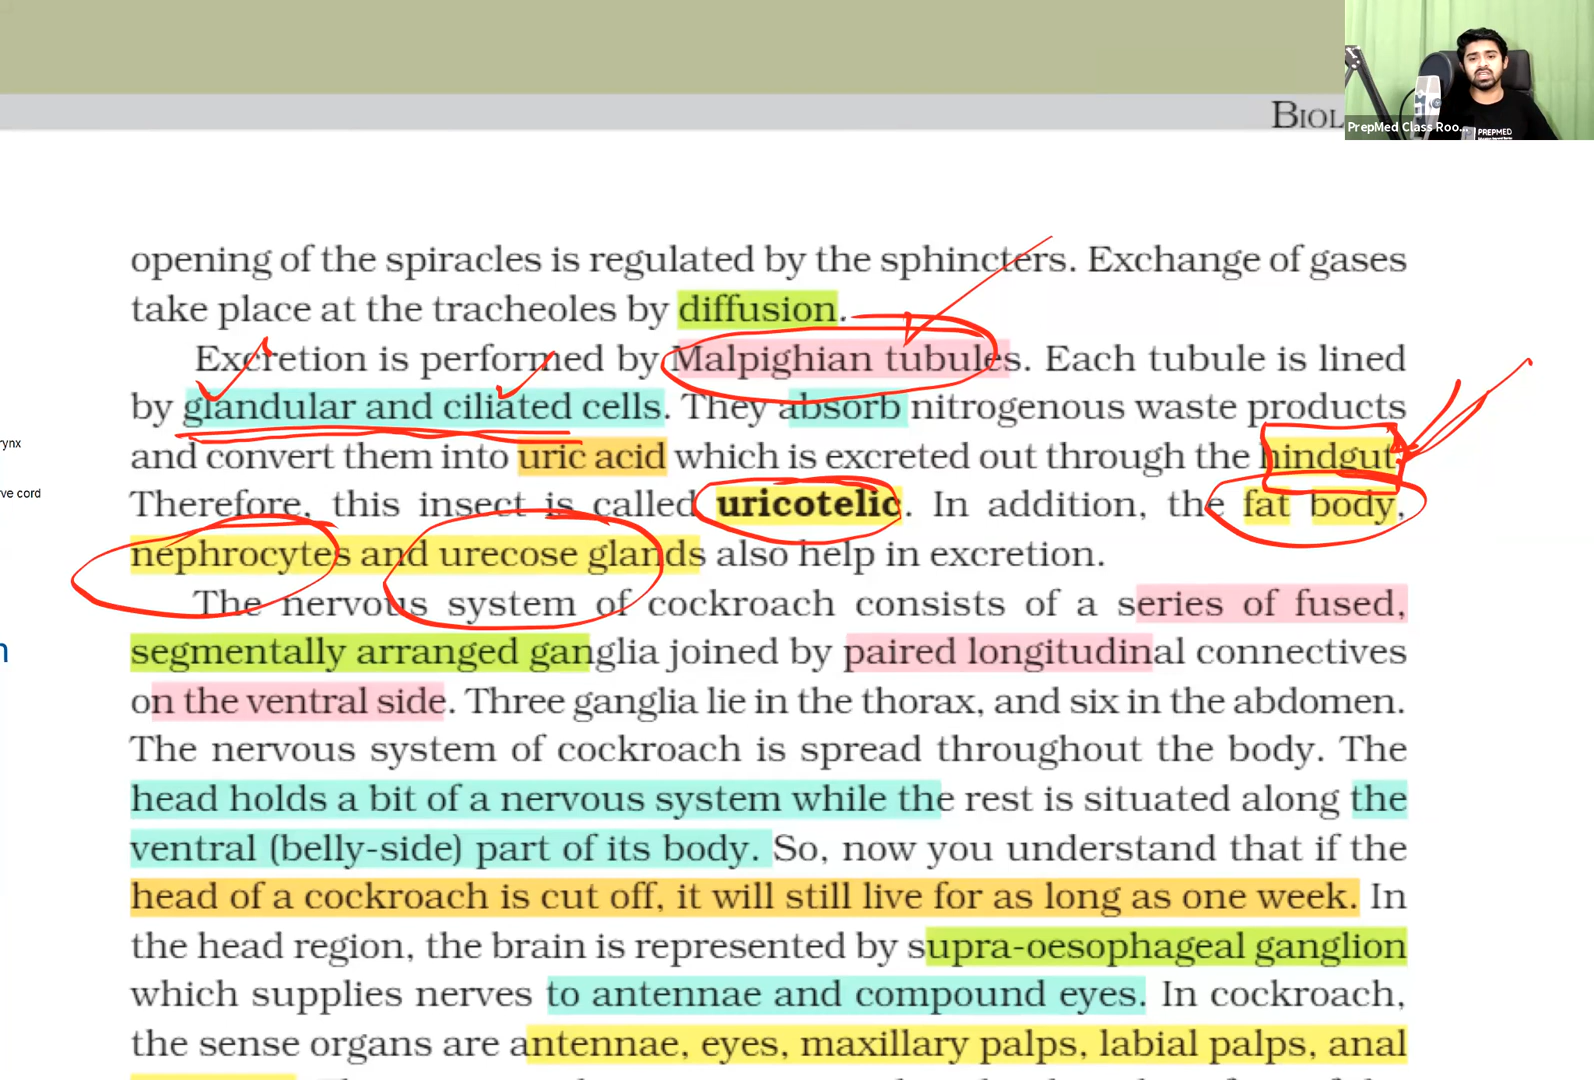 BIOL
PrepMed Class Roo...
PREPMED
opening of the spiracles is regulated by the sphincters. Exchange of gases
take place at the tracheoles by diffusion.
Excretion is performed by Malpighian tubules. Each tubule is lined
by glandular and ciliated cells. They absorb nitrogenous waste products
rynx
and convert them into uric acid which is excreted out through the hindgut.
ve cord
Therefore, this insect is called uricotelic. In addition, the fat body,
nephrocytes and urecose glands also help in excretion.
The nervous system of cockroach consists of a series of fused,
n
segmentally arranged ganglia joined by paired longitudinal connectives
on the ventral side. Three ganglia lie in the thorax, and six in the abdomen.
The nervous system of cockroach is spread throughout the body. The
head holds a bit of a nervous system while the rest is situated along the
ventral (belly-side) part of its body. So, now you understand that if the
head of a cockroach is cut off, it will still live for as long as one week. In
the head region, the brain is represented by supra-oesophageal ganglion
which supplies nerves to antennae and compound eyes. In cockroach,
the sense organs are antennae, eyes, maxillary palps, labial palps, anal